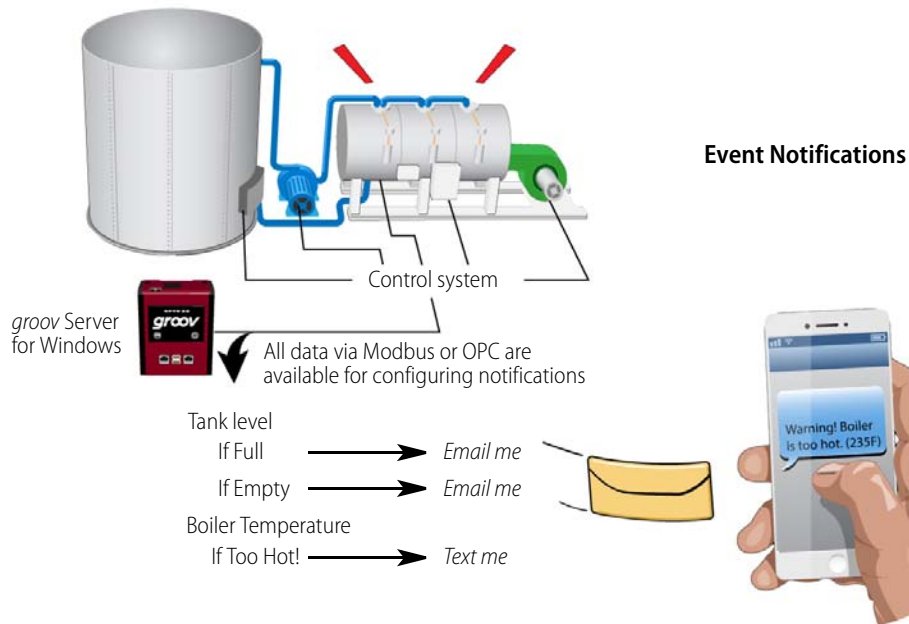 Event Notifications
Control system
groov Server
for Windows
groov
All data via Modbus or OPC are
available for configuring notifications
Tank level
If Full
Email me
If Empty
Email me
Boiler Temperature
If Too Hot!
Text me
Warning! Boiler
is too hot. (235F)